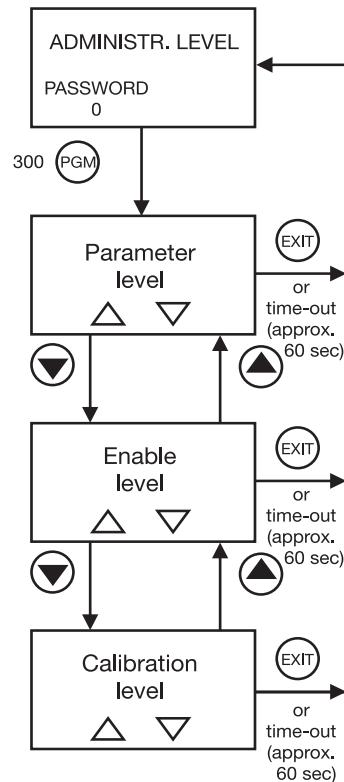 ADMINISTR. LEVEL
PASSWORD
0
300 PGM
Parameter
level
EXIT
or
time-out
(approx.
60 sec)
Enable
level
EXIT
or
time-out
(approx.
60 sec)
Calibration
level
EXIT
or
time-out
(approx.
60 sec)